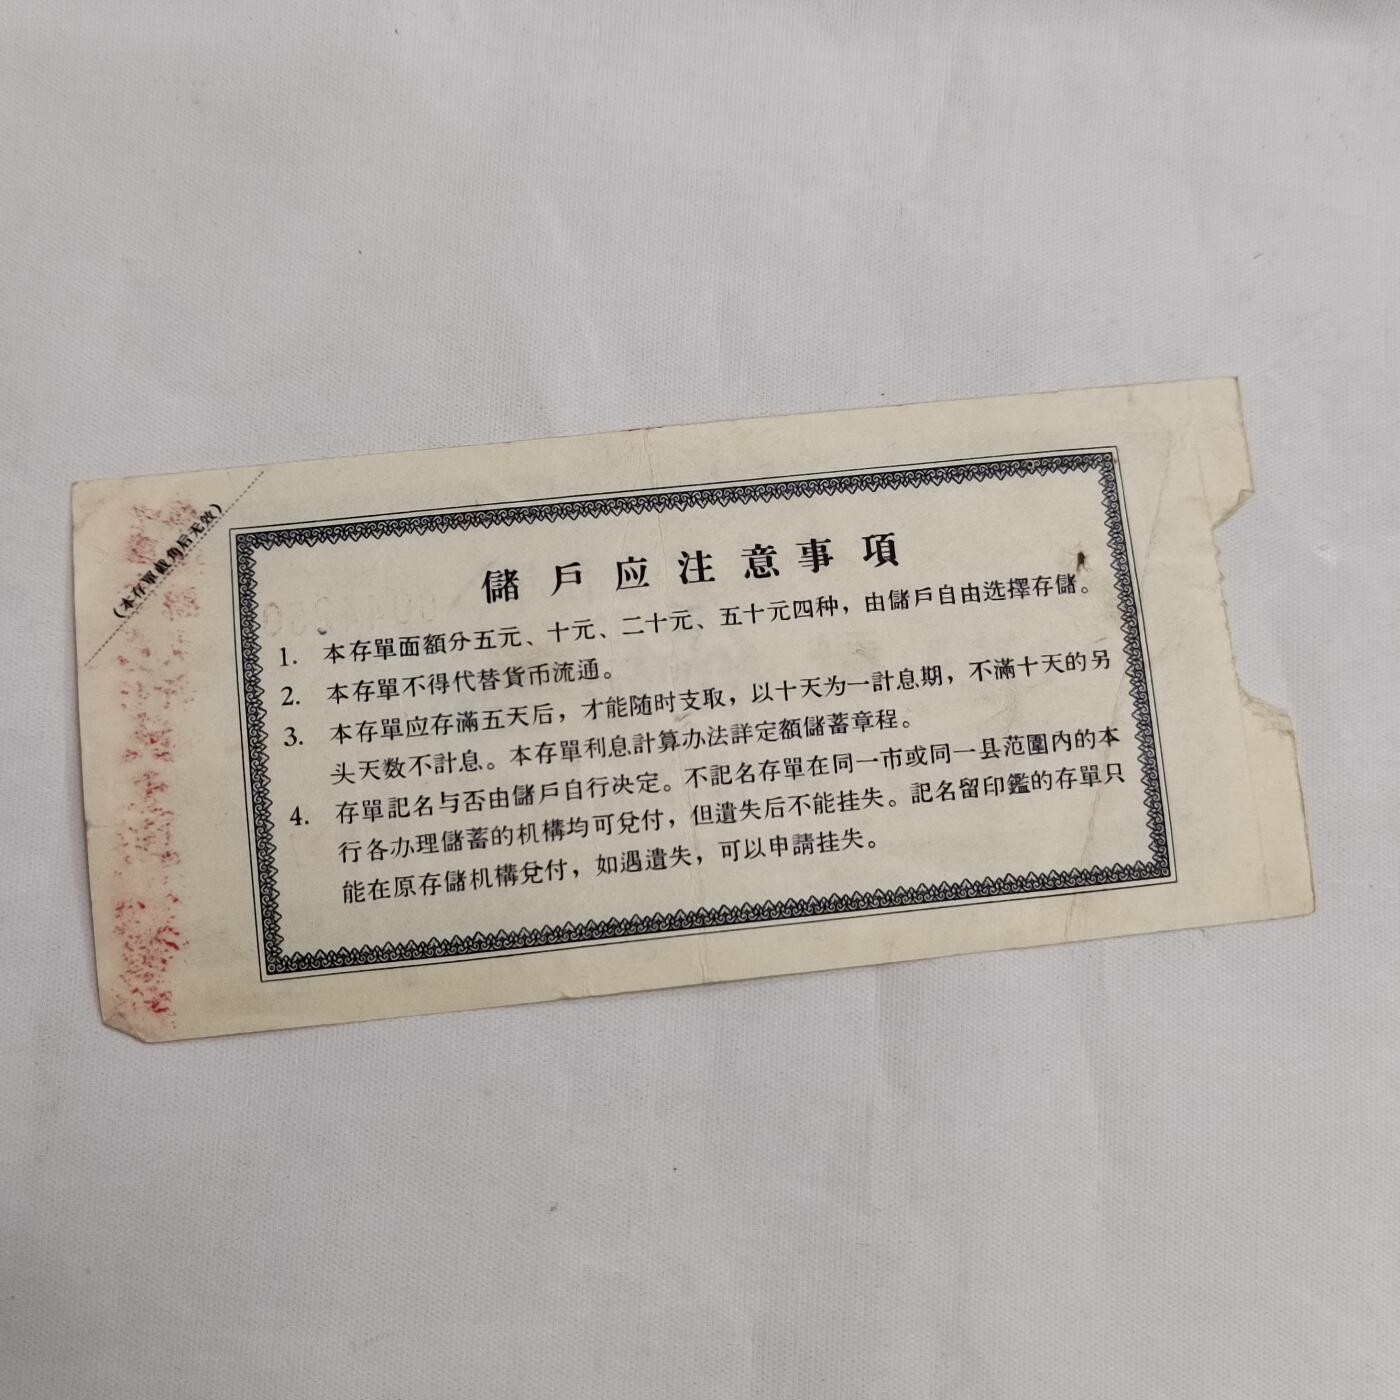 (本存單截角后无效)
儲戶应注意事項
1. 本存單面額分五元、十元、二十元、五十元四种，由儲戶自由选擇存儲。
2. 本存單不得代替貨币流通。
3. 本存單应存滿五天后，才能随时支取，以十天为一計息期，不滿十天的另
头天数不計息。本存單利息計算办法詳定額儲蓄章程。
4. 存單記名与否由儲戶自行决定。不記名存單在同一市或同一县范圍內的本
行各办理儲蓄的机構均可兌付，但遺失后不能挂失。記名留印鑑的存單只
能在原存儲机構兌付，如遇遺失，可以申請挂失。